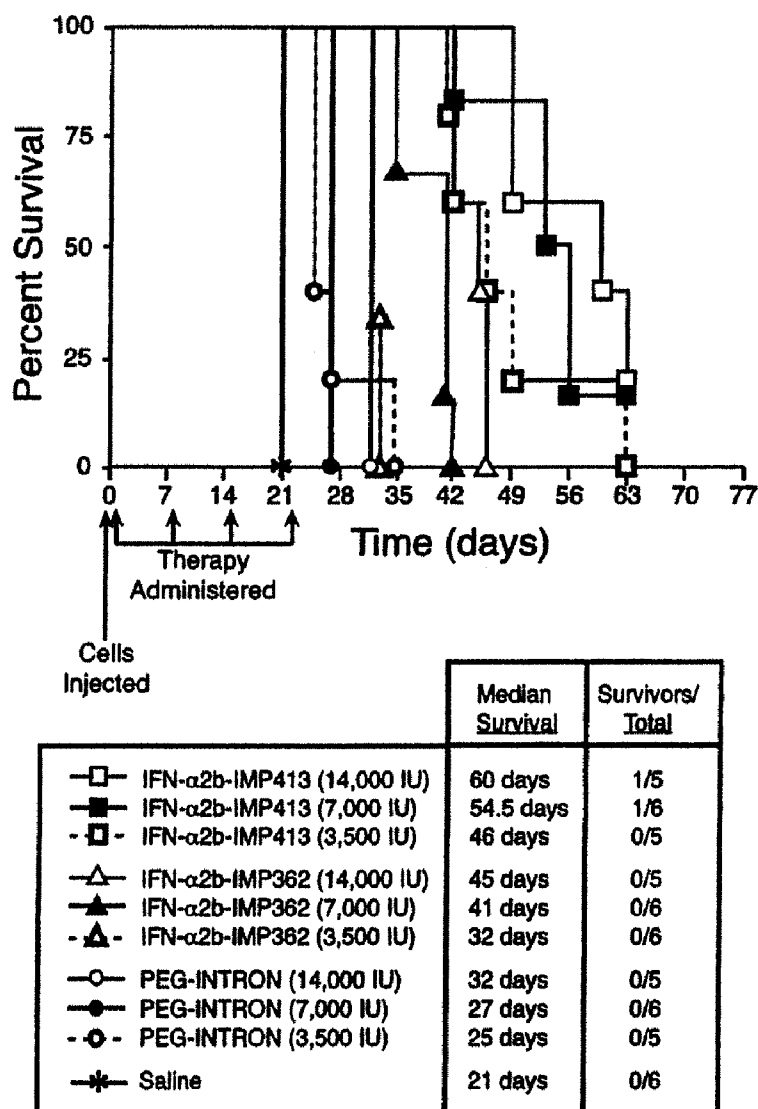 100
75
50
25
0
Percent Survival
0 7 14 21 28 35 42 49 56 63 70 77
Time (days)
Therapy
Administered
Cells
Injected
Median Survival
Survivors/ Total
IFN-α2b-IMP413 (14,000 IU) 60 days 1/5
IFN-α2b-IMP413 (7,000 IU) 54.5 days 1/6
IFN-α2b-IMP413 (3,500 IU) 46 days 0/5
IFN-α2b-IMP362 (14,000 IU) 45 days 0/5
IFN-α2b-IMP362 (7,000 IU) 41 days 0/6
IFN-α2b-IMP362 (3,500 IU) 32 days 0/6
PEG-INTRON (14,000 IU) 32 days 0/5
PEG-INTRON (7,000 IU) 27 days 0/6
PEG-INTRON (3,500 IU) 25 days 0/5
Saline 21 days 0/6